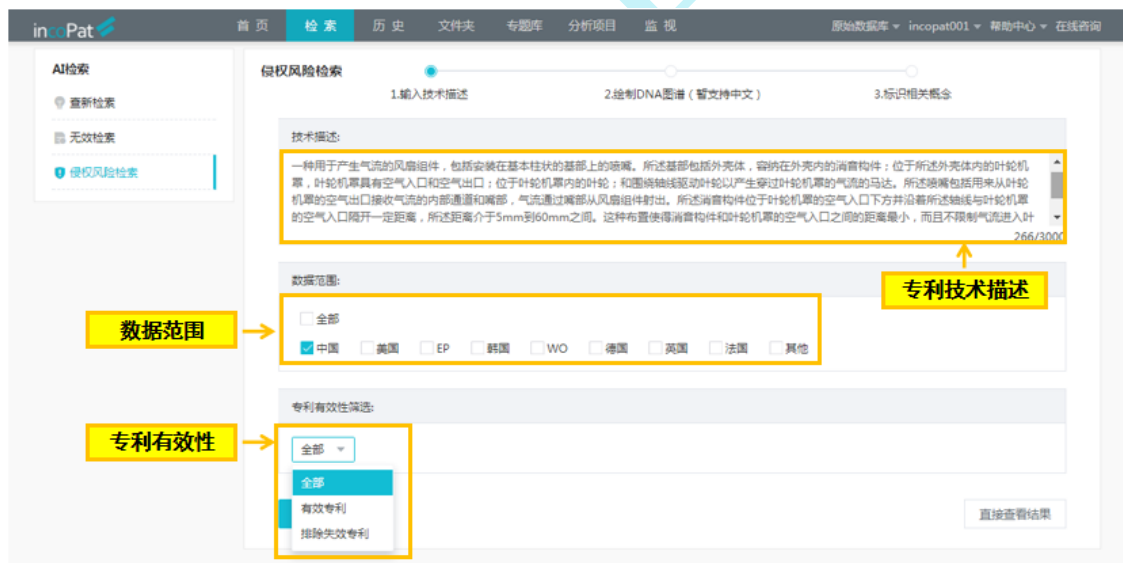 incoPat 首 页 检 索 历 史 文件夹 专题库 分析项目 监 视 原始数据库 incopat001 帮助中心 在线咨询
AI检索
查新检索
无效检索
侵权风险检索
侵权风险检索
1.输入技术描述 2.绘制DNA图谱（暂支持中文） 3.标识相关概念
技术描述:
一种用于产生气流的风扇组件，包括安装在基本柱状的基部上的喷嘴。所述基部包括外壳体，容纳在外壳内的消音构件；位于所述外壳体内的叶轮机
罩，叶轮机罩具有空气入口和空气出口；位于叶轮机罩内的叶轮；和围绕轴线驱动叶轮以产生穿过叶轮机罩的气流的马达。所述喷嘴包括用来从叶轮
机罩的空气出口接收气流的内部通道和嘴部，气流通过嘴部从风扇组件射出。所述消音构件位于叶轮机罩的空气入口下方并沿着所述轴线与叶轮机罩
的空气入口隔开一定距离，所述距离介于5mm到60mm之间。这种布置使得消音构件和叶轮机罩的空气入口之间的距离最小，而且不限制气流进入叶
266/3000
专利技术描述
数据范围:
数据范围
全部
中国 美国 EP 韩国 WO 德国 英国 法国 其他
专利有效性筛选:
专利有效性
全部
全部
有效专利
排除失效专利
直接查看结果